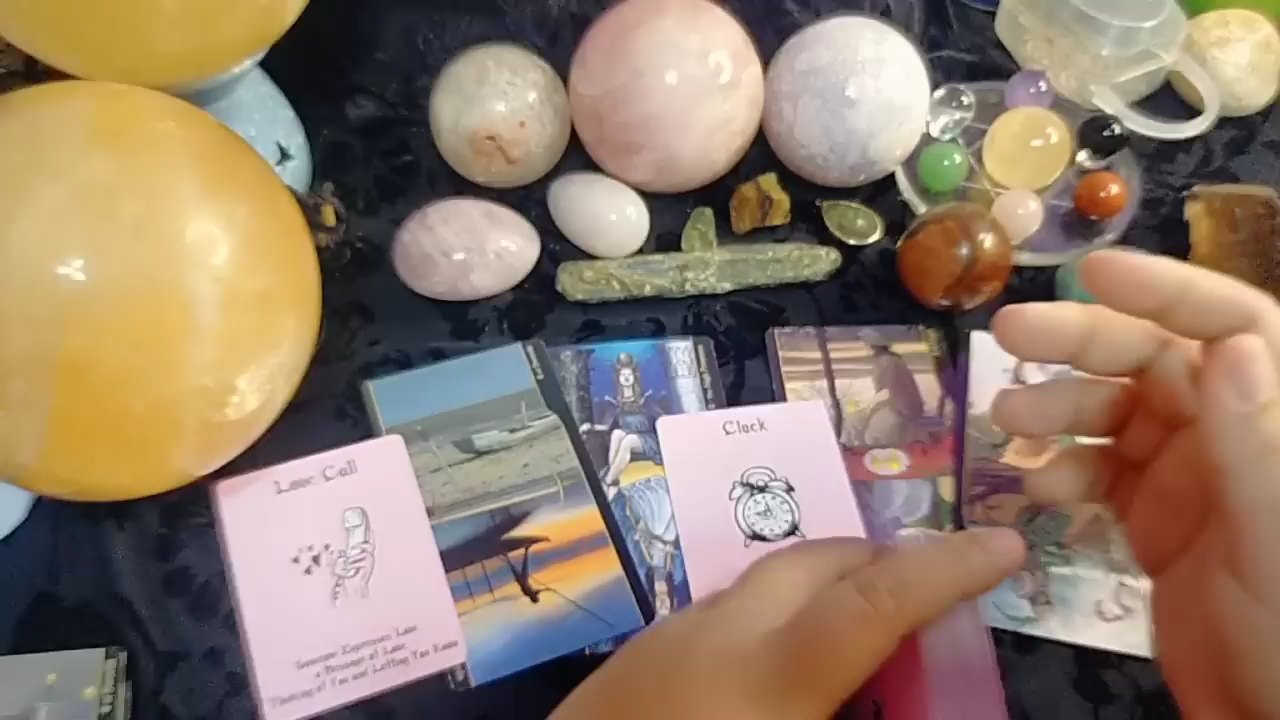 Love Call
Someone Expresses Love
a Message of Love
Thinking of You and Letting You Know
Clock